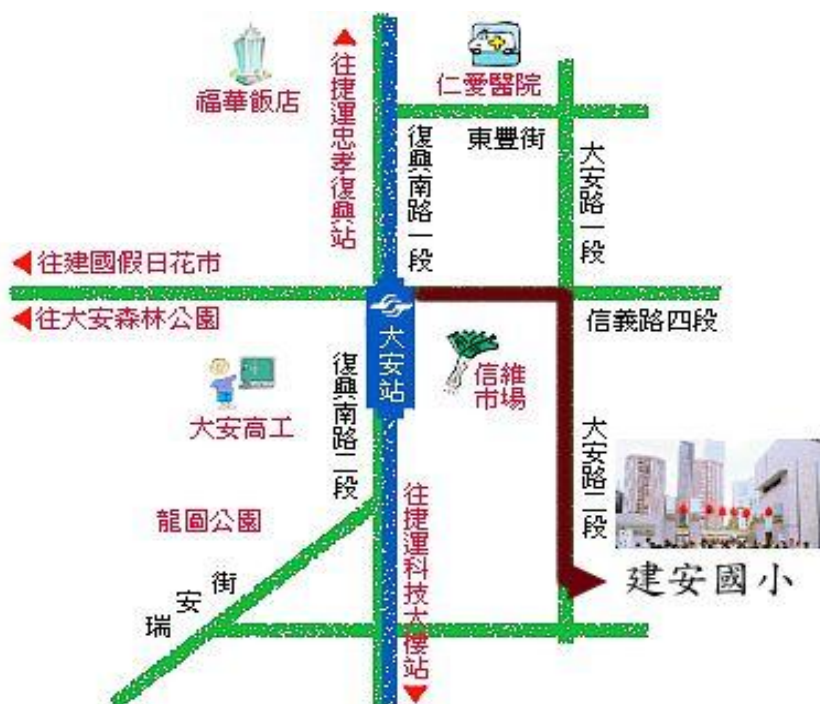 福華飯店
往捷運忠孝復興站
仁愛醫院
東豐街
復興南路一段
大安路一段
往建國假日花市
往大安森林公園
信義路四段
大安站
大安高工
復興南路二段
信維
市場
大安路二段
龍圖公園
瑞安街
往捷運科技大樓站
建安國小